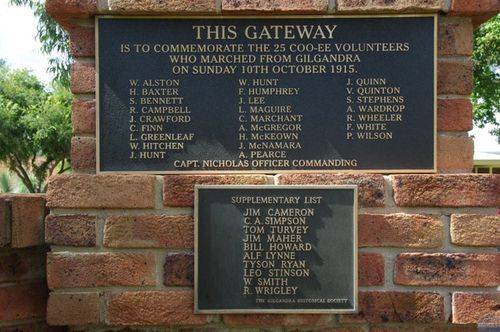 THIS GATEWAY
IS TO COMMEMORATE THE 25 COO-EE VOLUNTEERS
WHO MARCHED FROM GILGANDRA
ON SUNDAY 10TH OCTOBER 1915.
W. ALSTON
H. BAXTER
S. BENNETT
R. CAMPBELL
J. CRAWFORD
C. FINN
L. GREENLEAF
W. HITCHEN
J. HUNT
W. HUNT
F. HUMPHREY
J. LEE
L. MAGUIRE
C. MARCHANT
A. McGREGOR
H. McKEOWN
J. McNAMARA
A. PEARCE
J. QUINN
V. QUINTON
S. STEPHENS
A. WARDROP
R. WHEELER
F. WHITE
P. WILSON
CAPT. NICHOLAS OFFICER COMMANDING
SUPPLEMENTARY LIST
JIM CAMERON
C. A. SIMPSON
TOM TURVEY
JIM MAHER
BILL HOWARD
ALF LYNNE
TYSON RYAN
LEO STINSON
W. SMITH
R. WRIGLEY
THE GILGANDRA HISTORICAL SOCIETY